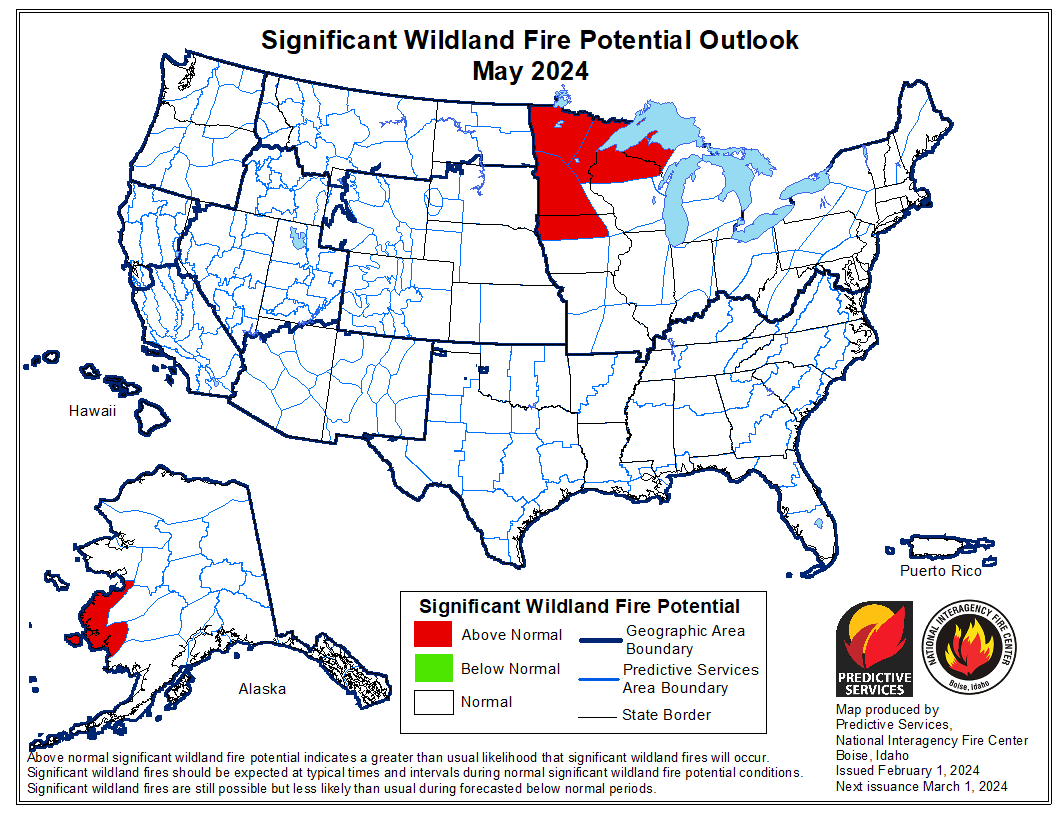 Significant Wildland Fire Potential Outlook
May 2024
Hawaii
Puerto Rico
Alaska
Significant Wildland Fire Potential
Above Normal
Below Normal
Normal
Geographic Area
Boundary
Predictive Services
Area Boundary
State Border
PREDICTIVE
SERVICES
NATIONAL INTERAGENCY FIRE CENTER
Boise, Idaho
Map produced by
Predictive Services,
National Interagency Fire Center
Boise, Idaho
Issued February 1, 2024
Next issuance March 1, 2024
Above normal significant wildland fire potential indicates a greater than usual likelihood that significant wildland fires will occur.
Significant wildland fires should be expected at typical times and intervals during normal significant wildland fire potential conditions.
Significant wildland fires are still possible but less likely than usual during forecasted below normal periods.